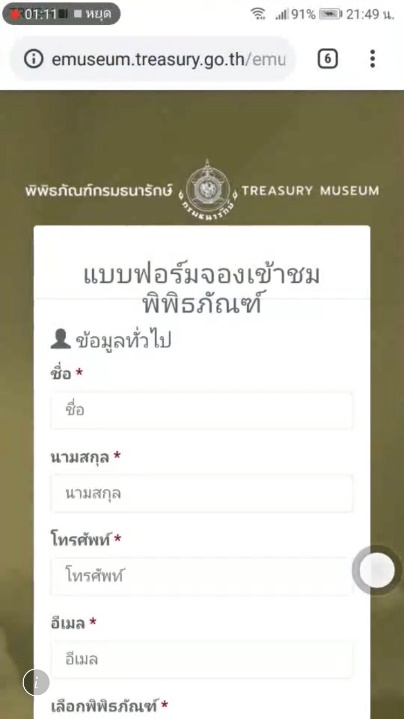 01:11 หยุด 91% 21:49 น.
emuseum.treasury.go.th/emu 6
พิพิธภัณฑ์กรมธนารักษ์ กรมธนารักษ์ TREASURY MUSEUM
แบบฟอร์มจองเข้าชม
พิพิธภัณฑ์
ข้อมูลทั่วไป
ชื่อ *
ชื่อ
นามสกุล *
นามสกุล
โทรศัพท์ *
โทรศัพท์
อีเมล *
อีเมล
i
เลือกพิพิธภัณฑ์ *